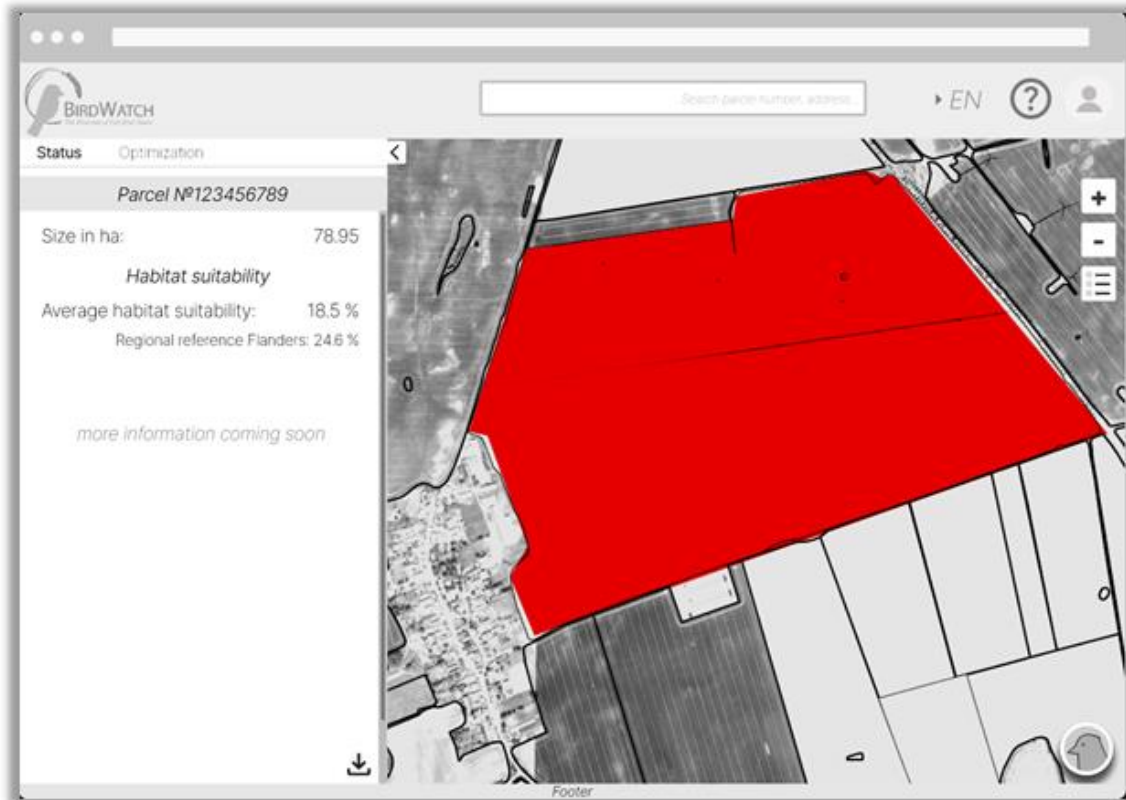 BIRDWATCH
Search parcel number, address...
EN
?
Status Optimization
Parcel №123456789
Size in ha: 78.95
Habitat suitability
Average habitat suitability: 18.5 %
Regional reference Flanders: 24.6 %
more information coming soon
+
-
Footer